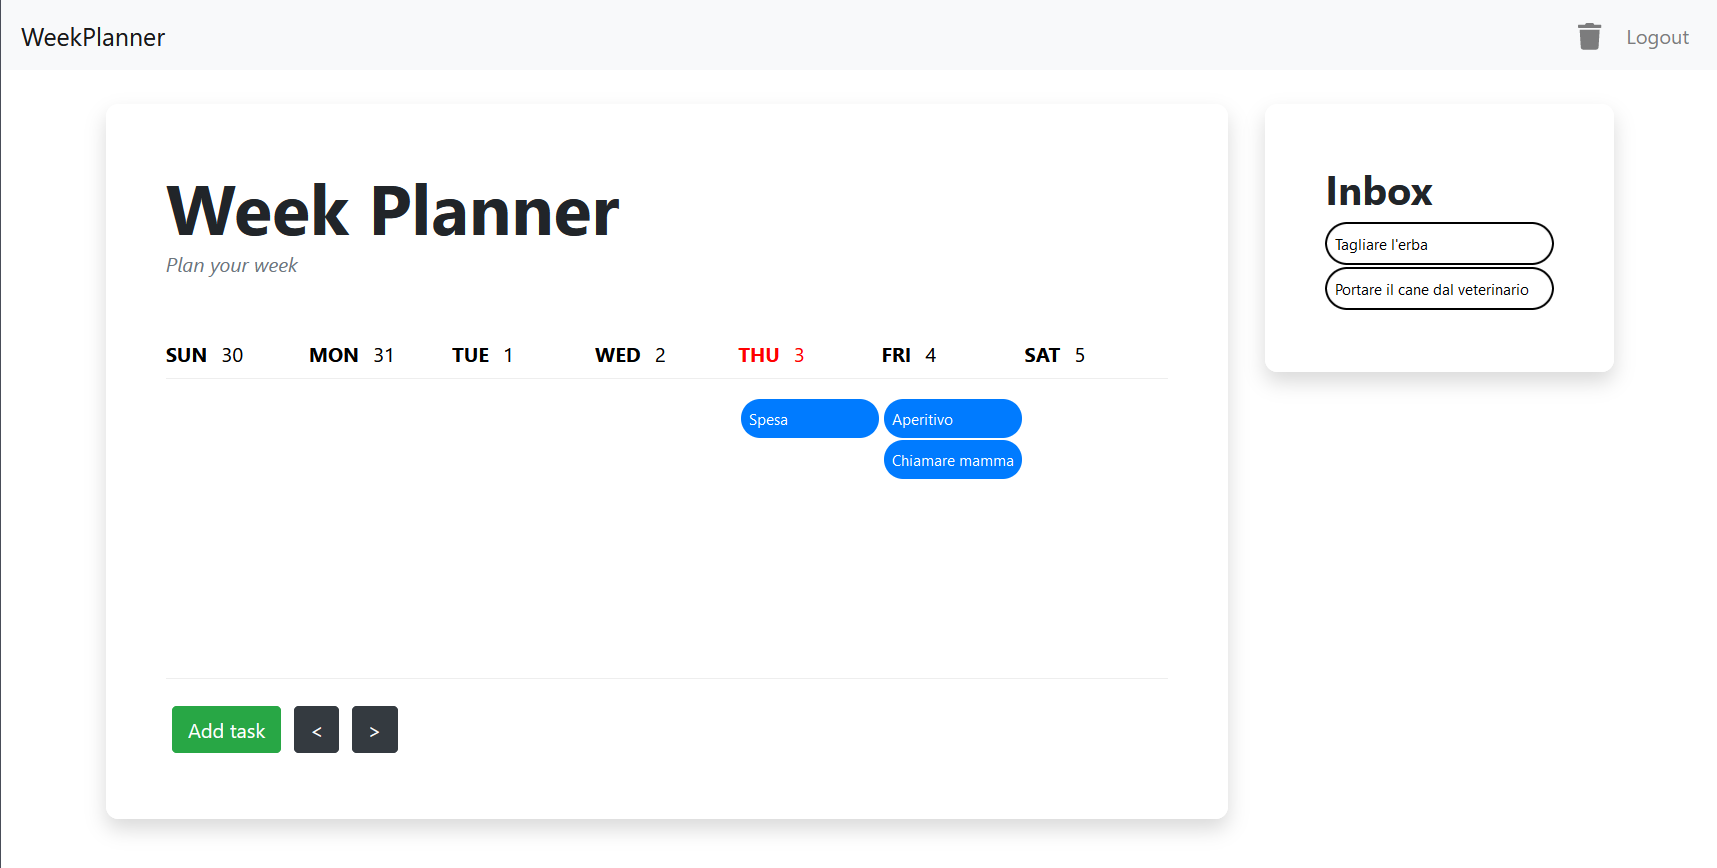 WeekPlanner
Logout
Week Planner
Plan your week
SUN 30 MON 31 TUE 1 WED 2 THU 3 FRI 4 SAT 5
Spesa Aperitivo
Chiamare mamma
Add task < >
Inbox
Tagliare l'erba
Portare il cane dal veterinario